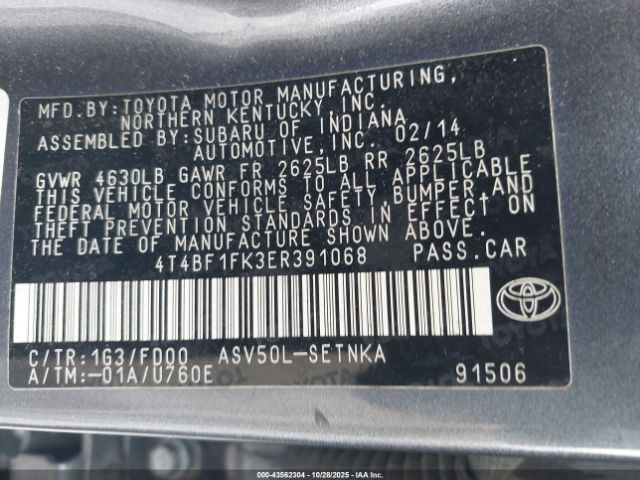 MFD.BY:TOYOTA MOTOR MANUFACTURING,
NORTHERN KENTUCKY,INC.
ASSEMBLED BY:SUBARU OF INDIANA
AUTOMOTIVE,INC. 02/14
GVWR 4630LB GAWR FR 2625LB RR 2625LB
THIS VEHICLE CONFORMS TO ALL APPLICABLE
FEDERAL MOTOR VEHICLE SAFETY,BUMPER,AND
THEFT PREVENTION STANDARDS IN EFFECT ON
THE DATE OF MANUFACTURE SHOWN ABOVE.
4T4BF1FK3ER391068 PASS.CAR
C/TR:1G3/FD00 ASV50L-SETNKA
A/TM:-01A/U760E 91506
000-43562304 | 10/28/2025 | IAAI.CA